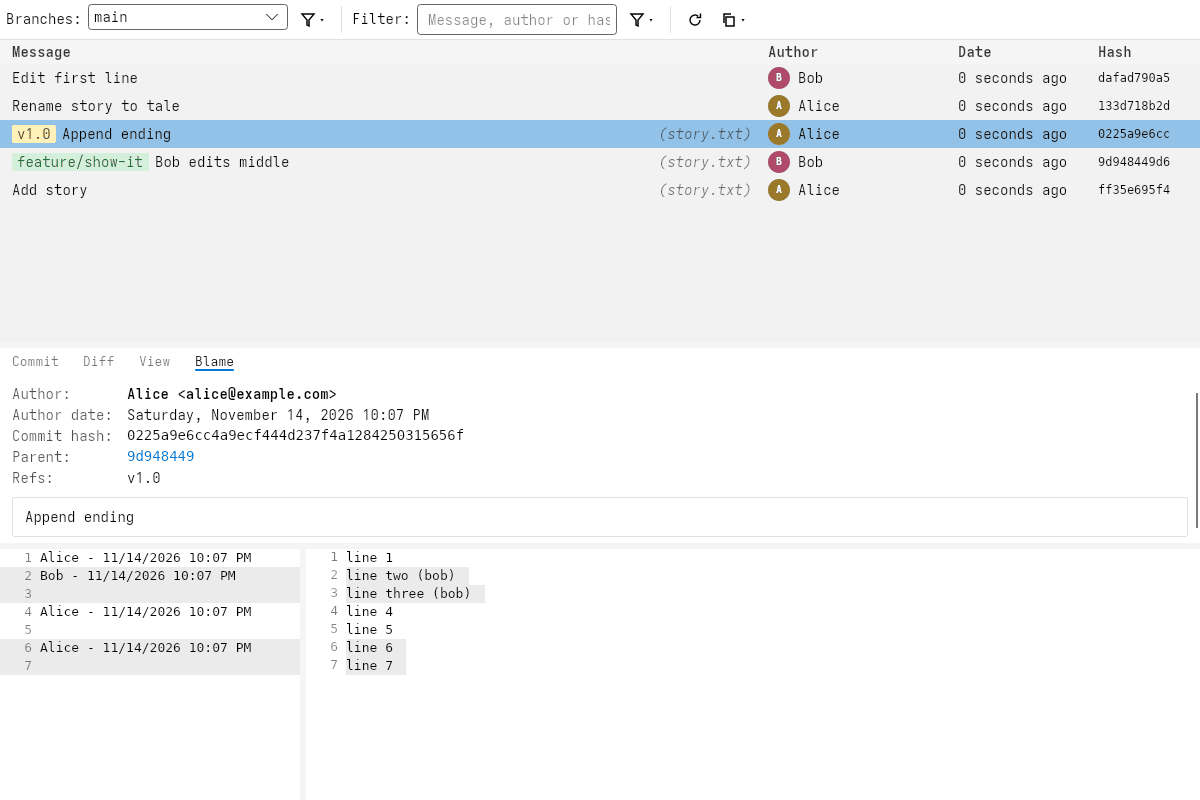 Branches: main Filter: Message, author or has
Message Author Date Hash
Edit first line B Bob 0 seconds ago dafad790a5
Rename story to tale A Alice 0 seconds ago 133d718b2d
v1.0 Append ending (story.txt) A Alice 0 seconds ago 0225a9e6cc
feature/show-it Bob edits middle (story.txt) B Bob 0 seconds ago 9d948449d6
Add story (story.txt) A Alice 0 seconds ago ff35e695f4
Commit Diff View Blame
Author: Alice <alice@example.com>
Author date: Saturday, November 14, 2026 10:07 PM
Commit hash: 0225a9e6cc4a9ecf444d237f4a1284250315656f
Parent: 9d948449
Refs: v1.0
Append ending
1 Alice - 11/14/2026 10:07 PM 1 line 1
2 Bob - 11/14/2026 10:07 PM 2 line two (bob)
3 3 line three (bob)
4 Alice - 11/14/2026 10:07 PM 4 line 4
5 5 line 5
6 Alice - 11/14/2026 10:07 PM 6 line 6
7 7 line 7